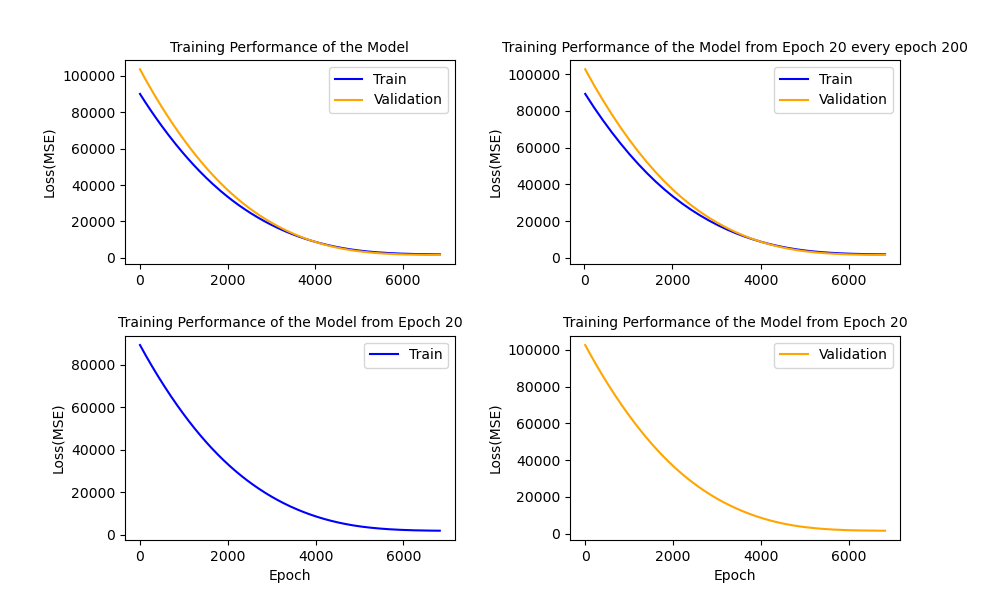 Training Performance of the Model
Loss(MSE)
100000
80000
60000
40000
20000
0
0 2000 4000 6000
Train
Validation
Training Performance of the Model from Epoch 20 every epoch 200
Loss(MSE)
100000
80000
60000
40000
20000
0
0 2000 4000 6000
Train
Validation
Training Performance of the Model from Epoch 20
Loss(MSE)
80000
60000
40000
20000
0
0 2000 4000 6000
Epoch
Train
Training Performance of the Model from Epoch 20
Loss(MSE)
100000
80000
60000
40000
20000
0
0 2000 4000 6000
Epoch
Validation